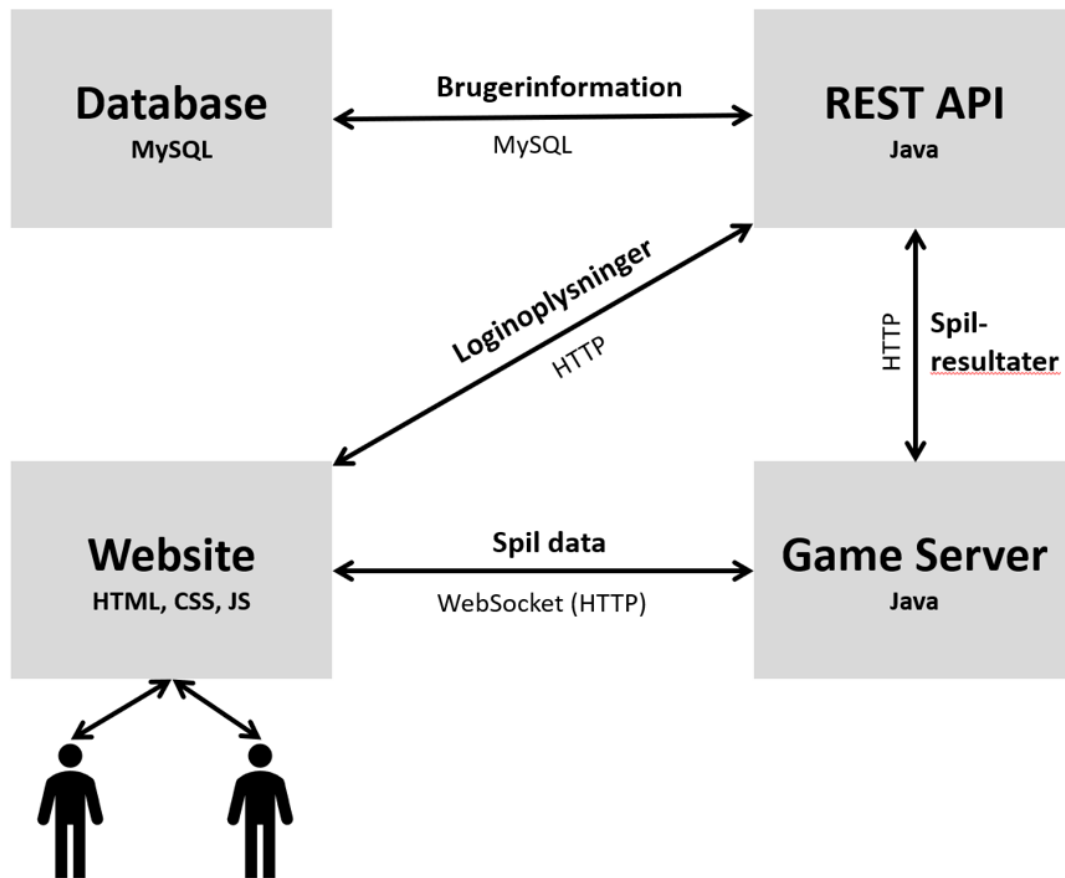 Database
MySQL
Brugerinformation
MySQL
REST API
Java
Loginoplysninger
HTTP
HTTP
Spil-
resultater
Website
HTML, CSS, JS
Spil data
WebSocket (HTTP)
Game Server
Java